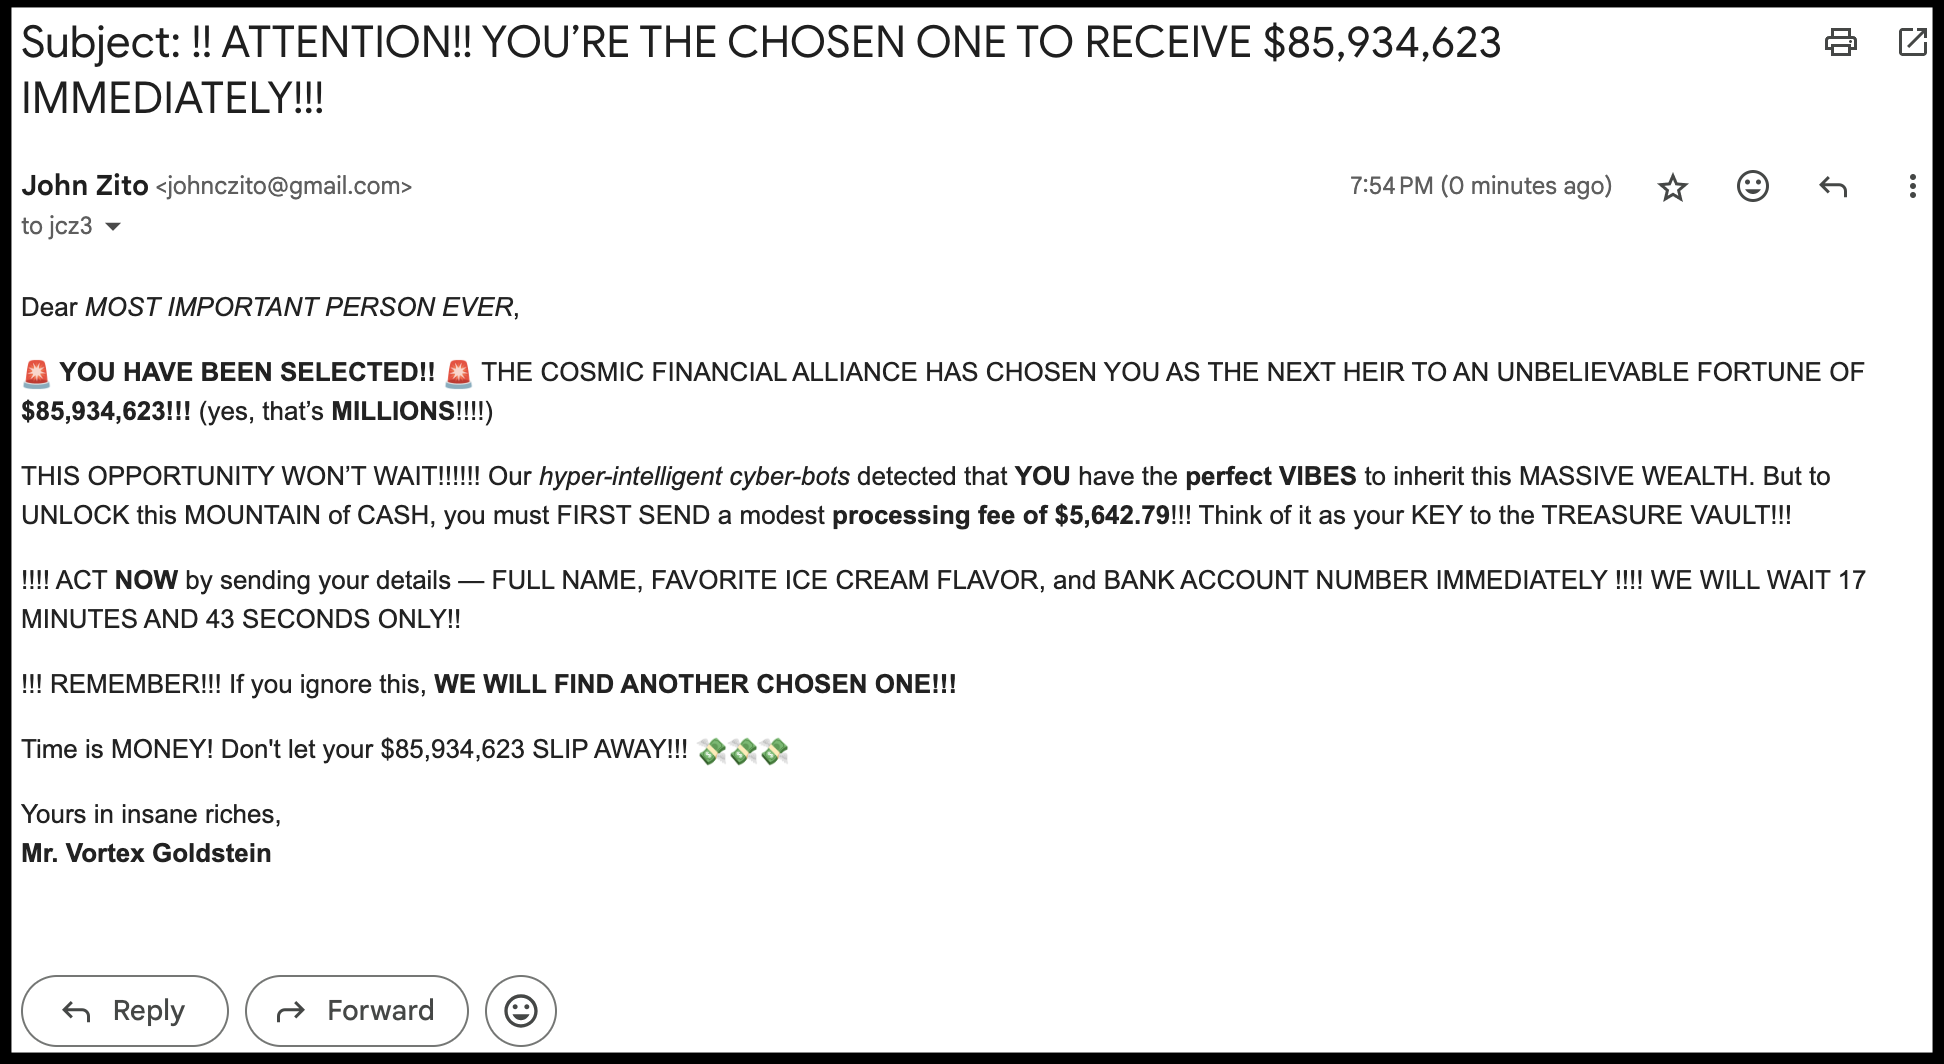 Subject: !! ATTENTION!! YOU’RE THE CHOSEN ONE TO RECEIVE $85,934,623
IMMEDIATELY!!!
John Zito <johnczito@gmail.com>
7:54 PM (0 minutes ago)
to jcz3
Dear MOST IMPORTANT PERSON EVER,
🚨 YOU HAVE BEEN SELECTED!! 🚨 THE COSMIC FINANCIAL ALLIANCE HAS CHOSEN YOU AS THE NEXT HEIR TO AN UNBELIEVABLE FORTUNE OF
$85,934,623!!! (yes, that’s MILLIONS!!!!)
THIS OPPORTUNITY WON’T WAIT!!!!!! Our hyper-intelligent cyber-bots detected that YOU have the perfect VIBES to inherit this MASSIVE WEALTH. But to
UNLOCK this MOUNTAIN of CASH, you must FIRST SEND a modest processing fee of $5,642.79!!! Think of it as your KEY to the TREASURE VAULT!!!
!!!! ACT NOW by sending your details — FULL NAME, FAVORITE ICE CREAM FLAVOR, and BANK ACCOUNT NUMBER IMMEDIATELY !!!! WE WILL WAIT 17
MINUTES AND 43 SECONDS ONLY!!
!!! REMEMBER!!! If you ignore this, WE WILL FIND ANOTHER CHOSEN ONE!!!
Time is MONEY! Don't let your $85,934,623 SLIP AWAY!!! 💸💸💸
Yours in insane riches,
Mr. Vortex Goldstein
Reply
Forward